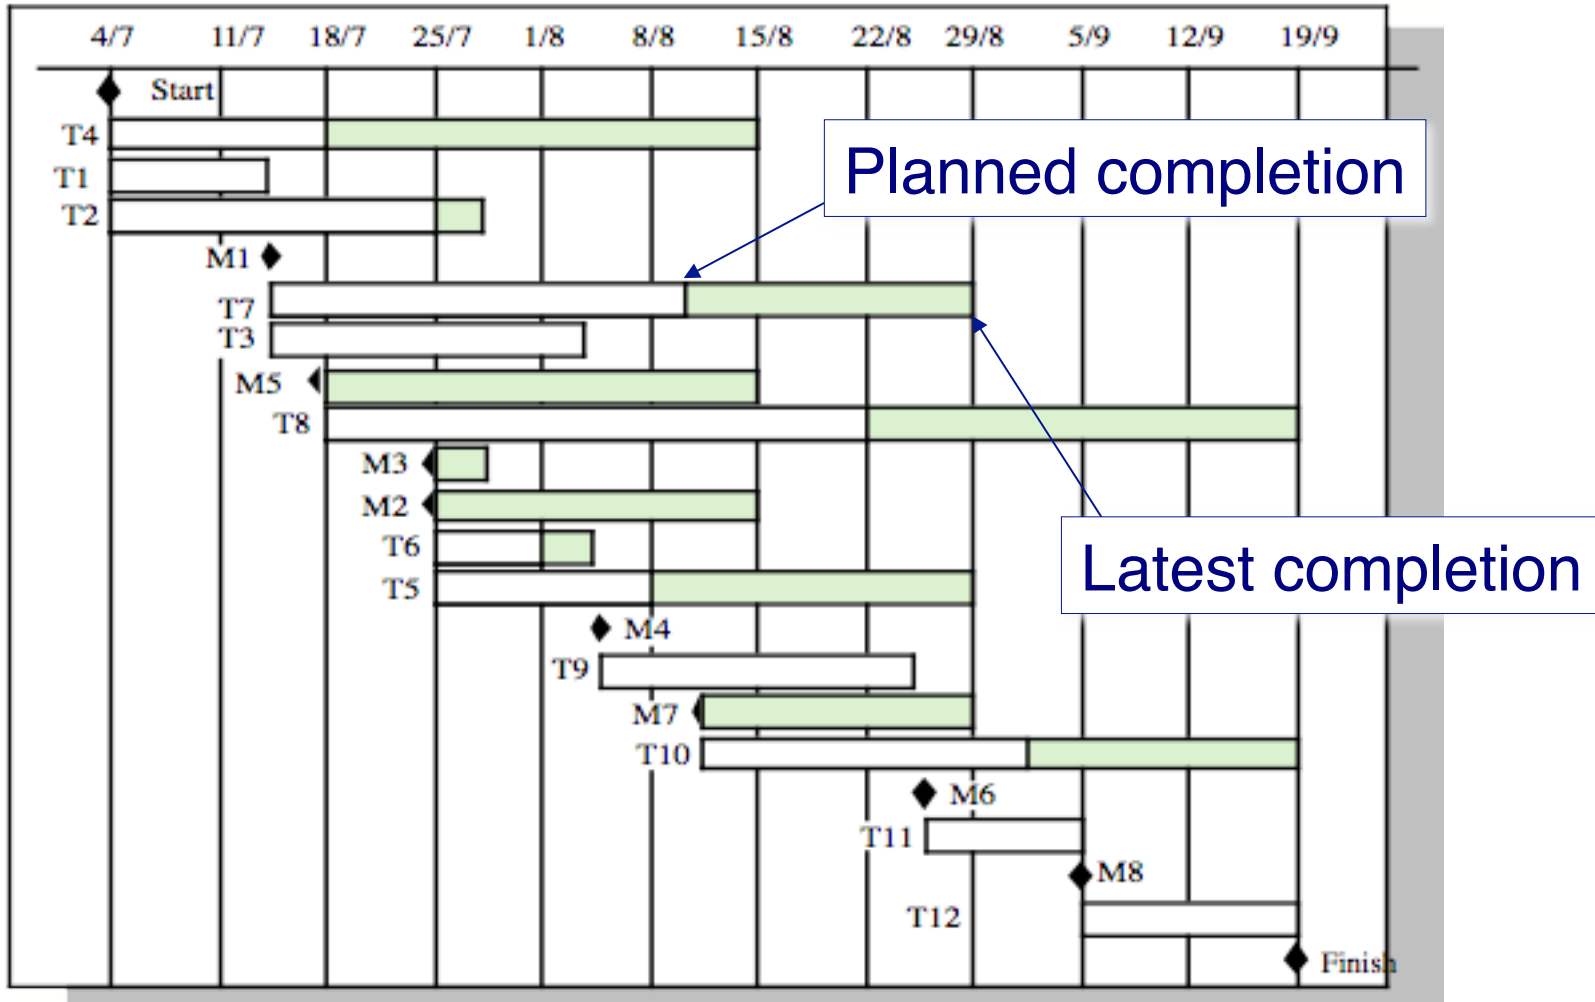 4/7 11/7 18/7 25/7 1/8 8/8 15/8 22/8 29/8 5/9 12/9 19/9
Start
T4
Planned completion
T1
T2
M1
T7
T3
M5
T8
M3
M2
T6
Latest completion
T5
M4
T9
M7
T10
M6
T11
M8
T12
Finish